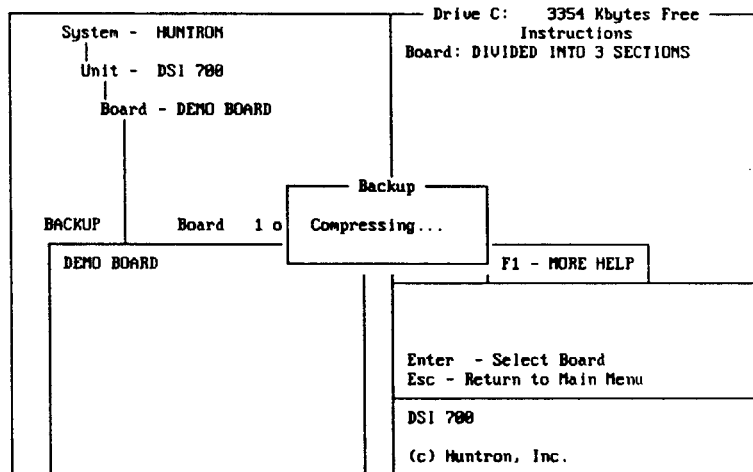 Drive C: 3354 Kbytes Free
System - HUNTRON
Instructions
Unit - DSI 700
Board: DIVIDED INTO 3 SECTIONS
Board - DEMO BOARD
Backup
BACKUP Board 1 o
Compressing...
DEMO BOARD
F1 - MORE HELP
Enter - Select Board
Esc - Return to Main Menu
DSI 700
(c) Huntron, Inc.